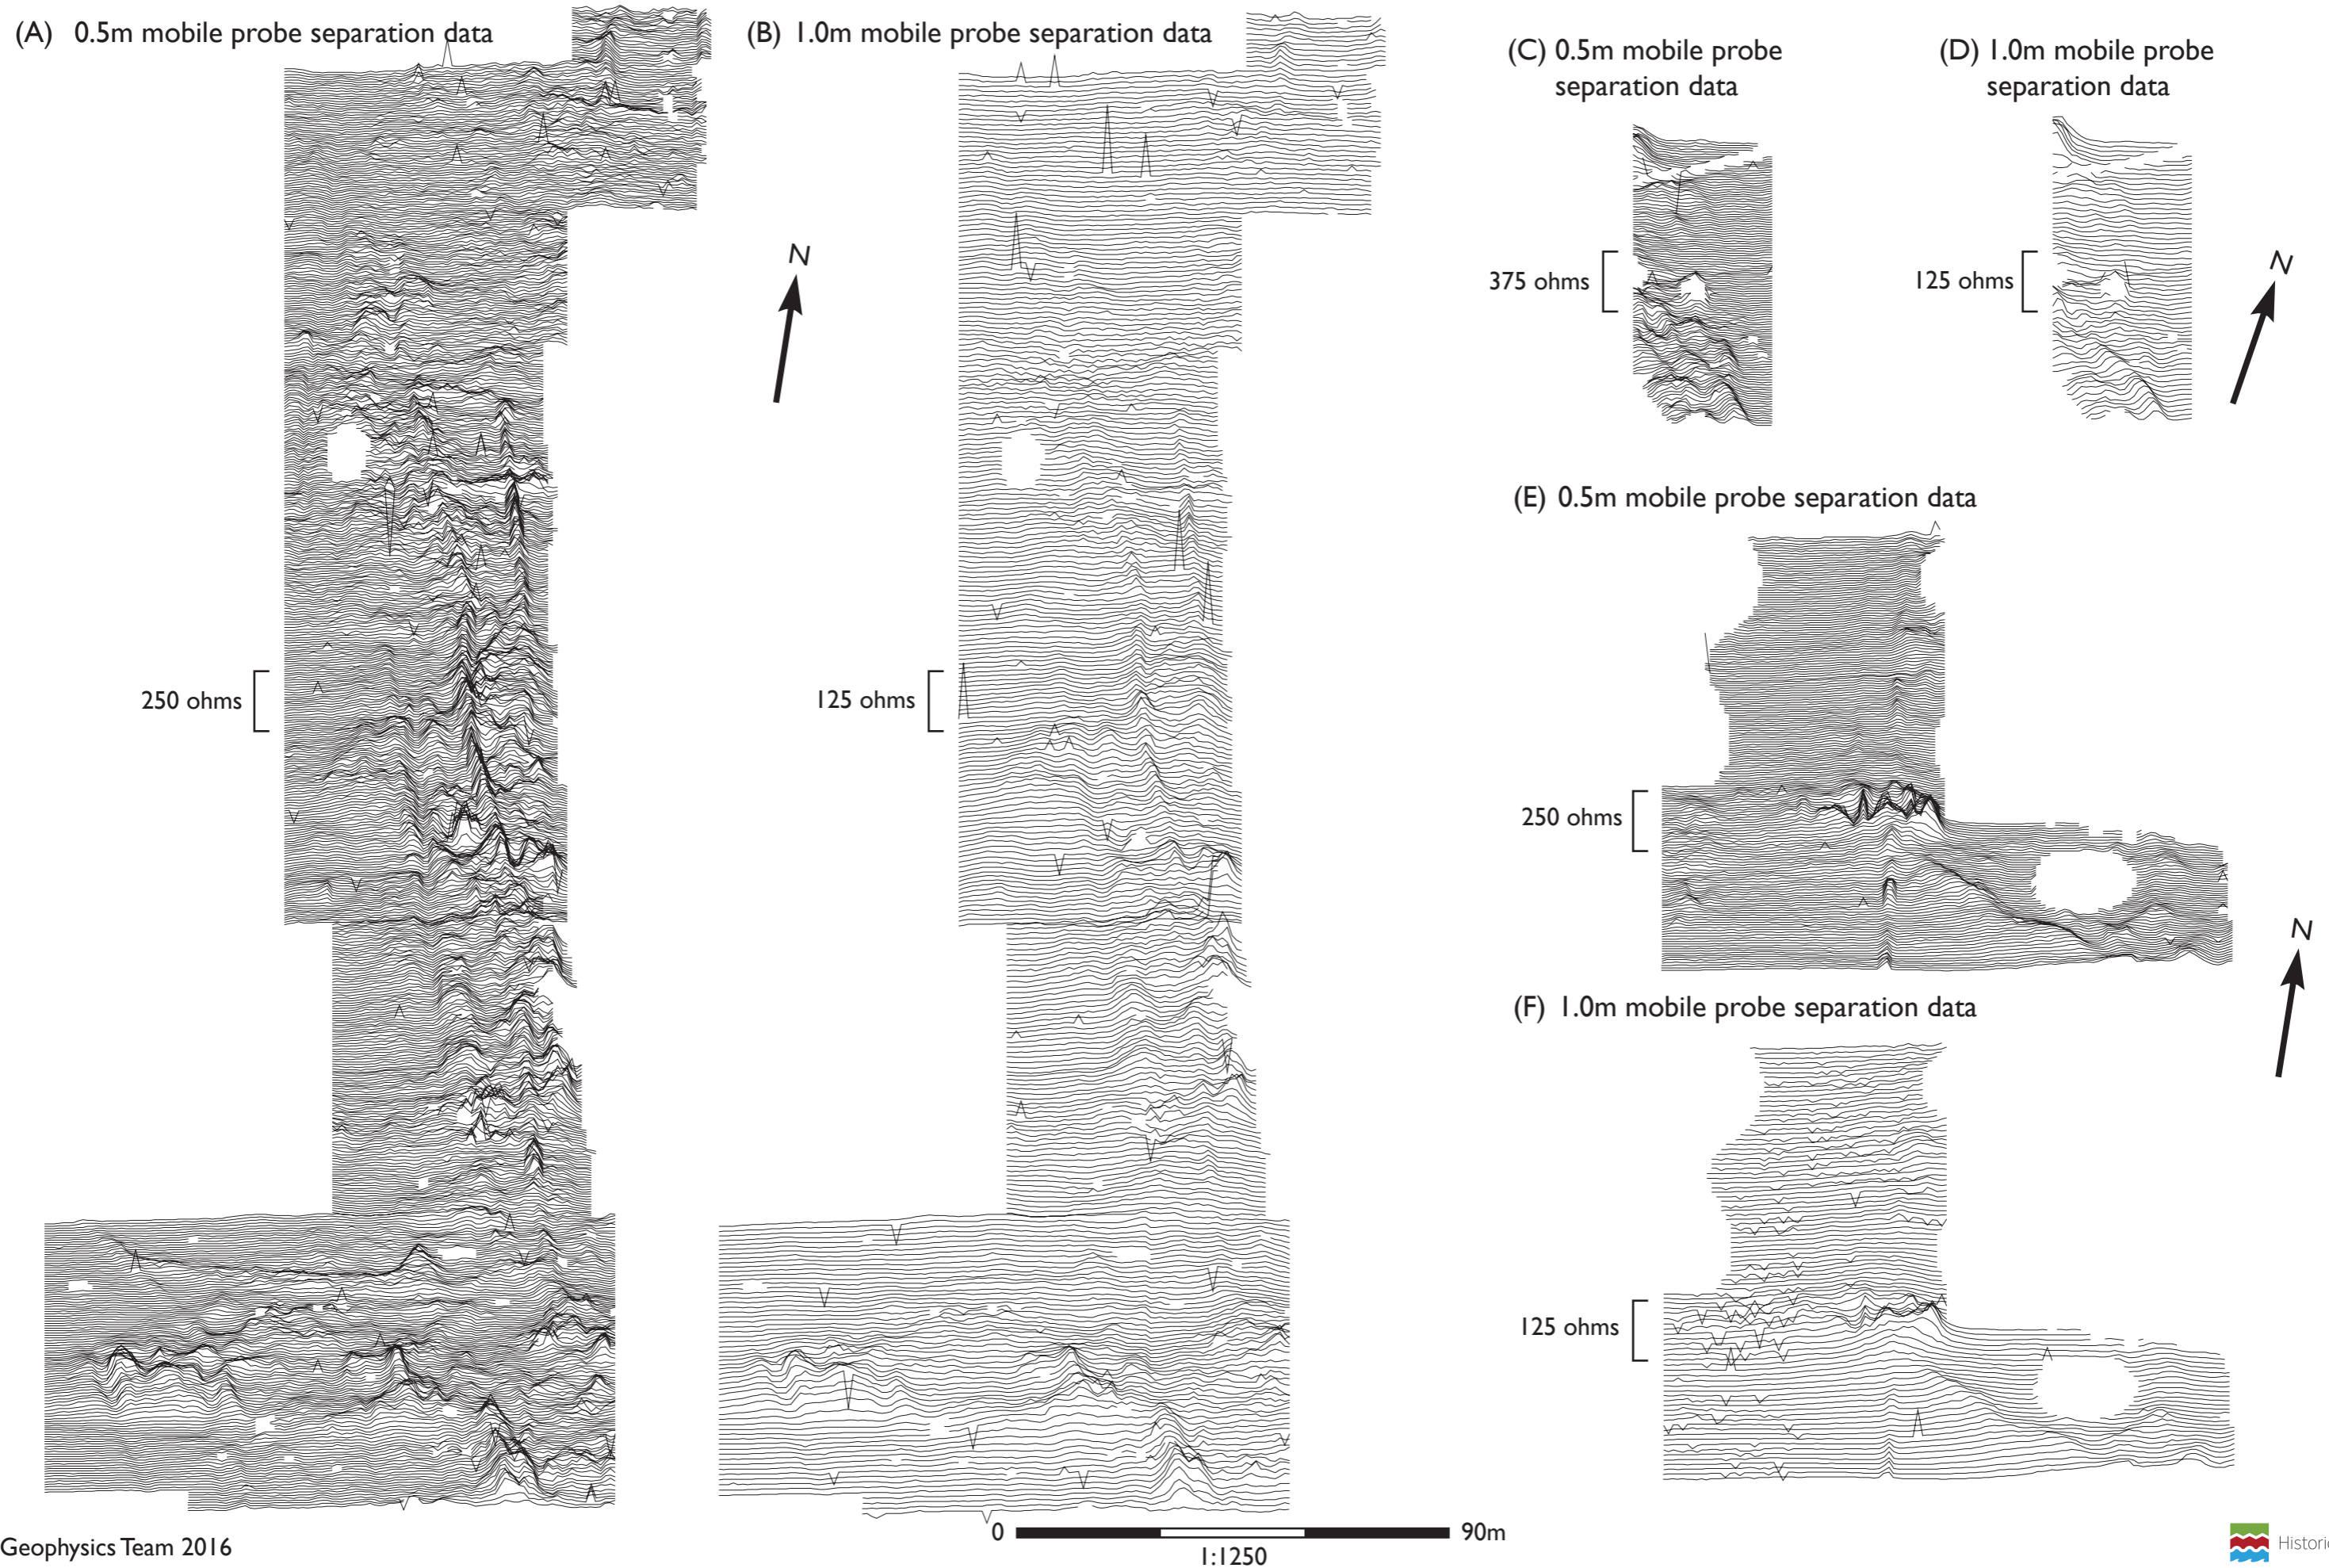 (A) 0.5m mobile probe separation data
(B) 1.0m mobile probe separation data
(C) 0.5m mobile probe
separation data
(D) 1.0m mobile probe
separation data
N
N
375 ohms
125 ohms
(E) 0.5m mobile probe separation data
250 ohms
125 ohms
250 ohms
N
(F) 1.0m mobile probe separation data
125 ohms
0
90m
1:1250
Geophysics Team 2016